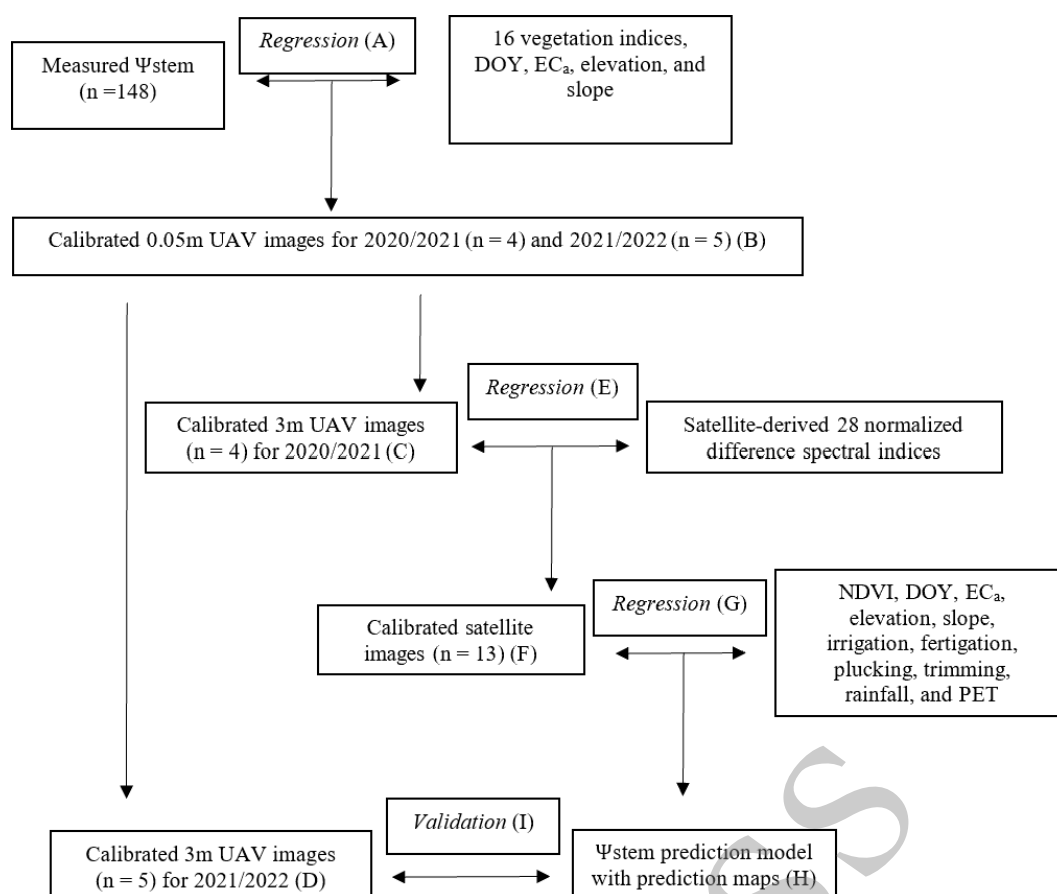 Regression (A)
Measured Ψstem
(n =148)
16 vegetation indices,
DOY, ECₐ, elevation, and
slope
Calibrated 0.05m UAV images for 2020/2021 (n = 4) and 2021/2022 (n = 5) (B)
Regression (E)
Calibrated 3m UAV images
(n = 4) for 2020/2021 (C)
Satellite-derived 28 normalized
difference spectral indices
Regression (G)
Calibrated satellite
images (n = 13) (F)
NDVI, DOY, ECₐ,
elevation, slope,
irrigation, fertigation,
plucking, trimming,
rainfall, and PET
Validation (I)
Calibrated 3m UAV images
(n = 5) for 2021/2022 (D)
Ψstem prediction model
with prediction maps (H)